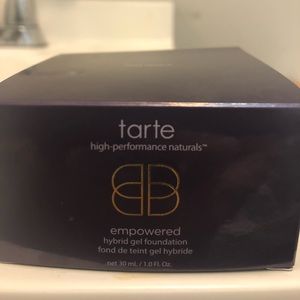 tarte
high-performance naturals™
empowered
hybrid gel foundation
fond de teint gel hybride
net 30 mL / 1.0 Fl. Oz.